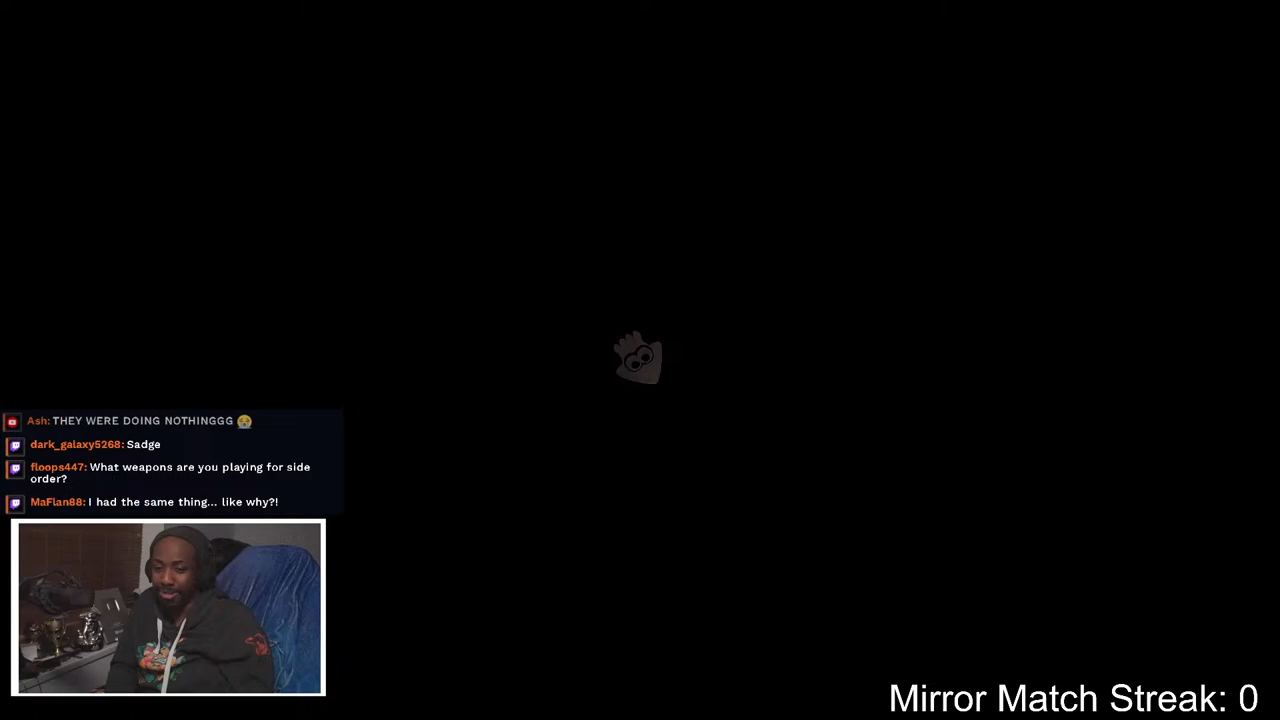 Ash: THEY WERE DOING NOTHINGGG 😭
dark_galaxy5268: Sadge
floops447: What weapons are you playing for side
order?
MaFlan88: I had the same thing... like why?!
Mirror Match Streak: 0